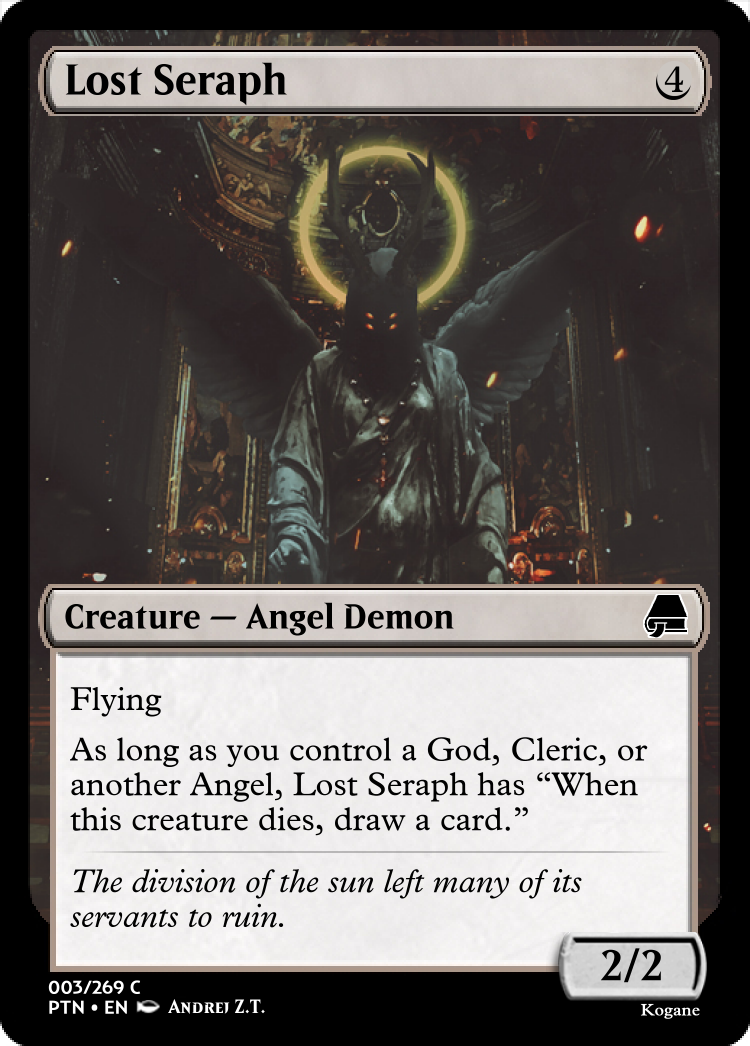 Lost Seraph
4
Creature — Angel Demon
Flying
As long as you control a God, Cleric, or
another Angel, Lost Seraph has “When
this creature dies, draw a card.”
The division of the sun left many of its
servants to ruin.
2/2
003/269 C
PTN • EN Andrej Z.T.
Kogane